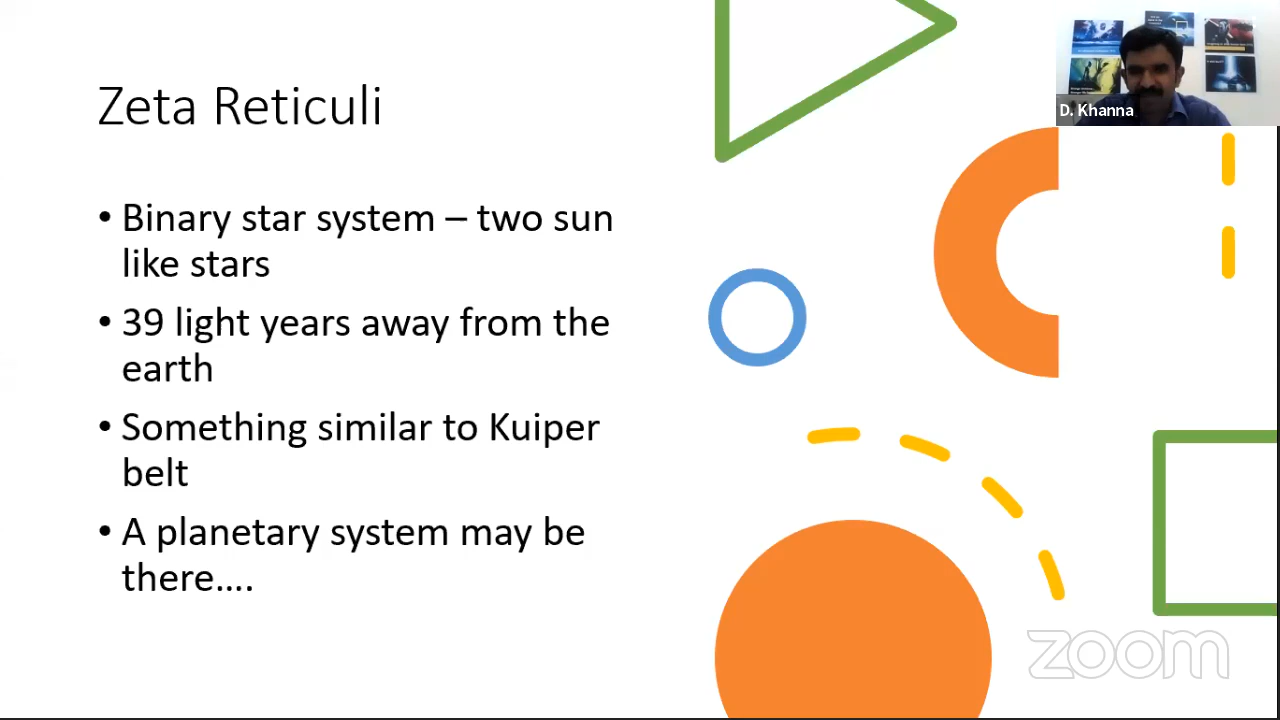 Zeta Reticuli
• Binary star system – two sun
like stars
• 39 light years away from the
earth
• Something similar to Kuiper
belt
• A planetary system may be
there....
D. Khanna
zoom